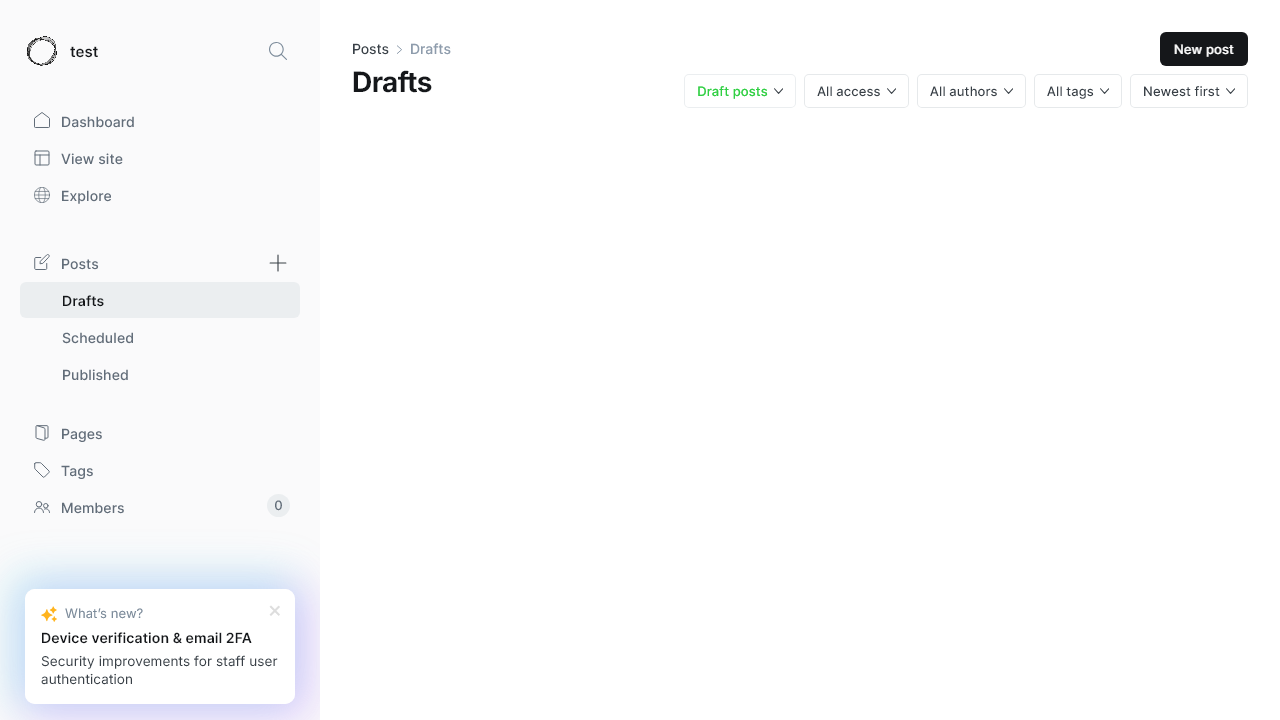 test
Dashboard
View site
Explore
Posts
Drafts
Scheduled
Published
Pages
Tags
Members 0
What's new?
Device verification & email 2FA
Security improvements for staff user
authentication
Posts Drafts
New post
Drafts
Draft posts All access All authors All tags Newest first